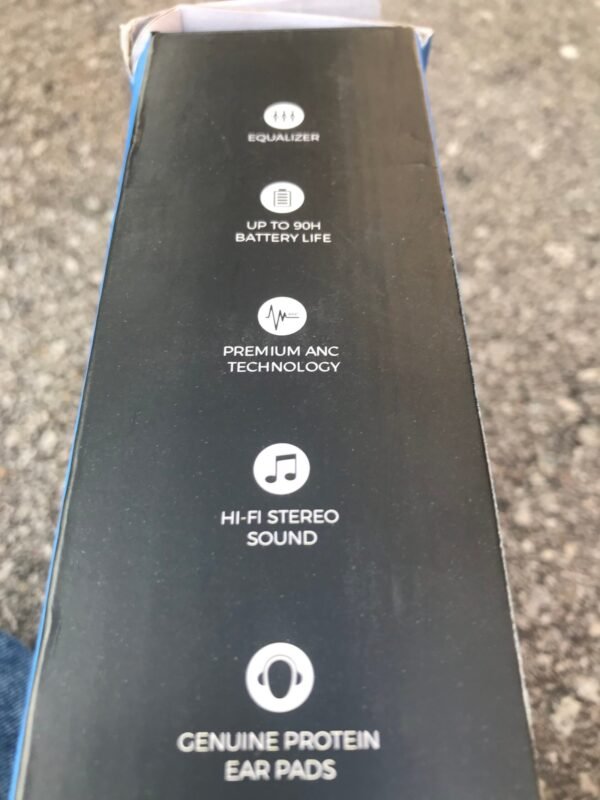 EQUALIZER
UP TO 90H
BATTERY LIFE
PREMIUM ANC
TECHNOLOGY
HI-FI STEREO
SOUND
GENUINE PROTEIN
EAR PADS